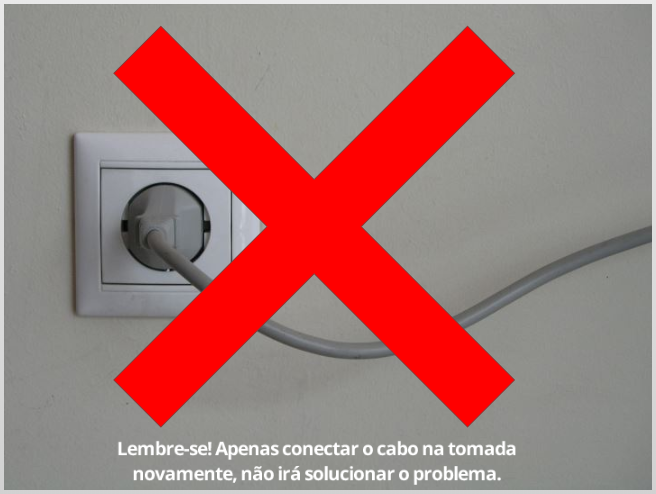 Lembre-se! Apenas conectar o cabo na tomada
novamente, não irá solucionar o problema.